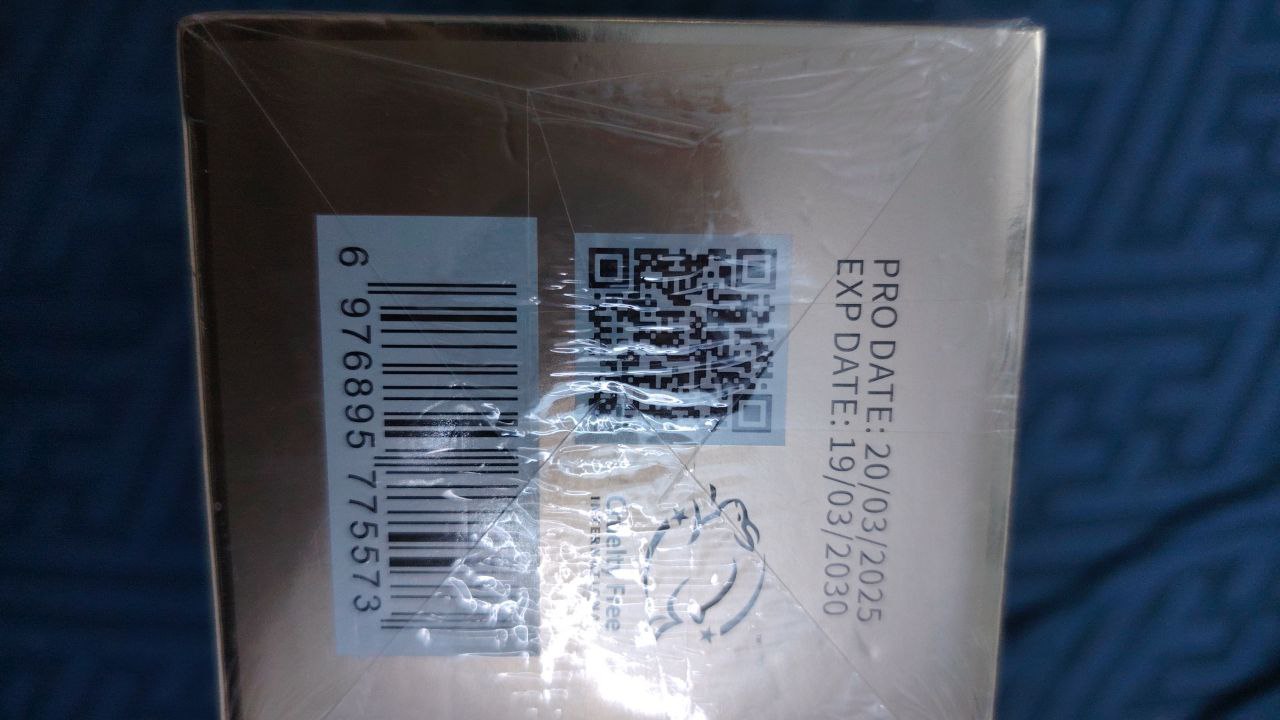 PRO DATE: 20/03/2025
EXP DATE: 19/03/2030
Cruelty Free
6 976895 775573